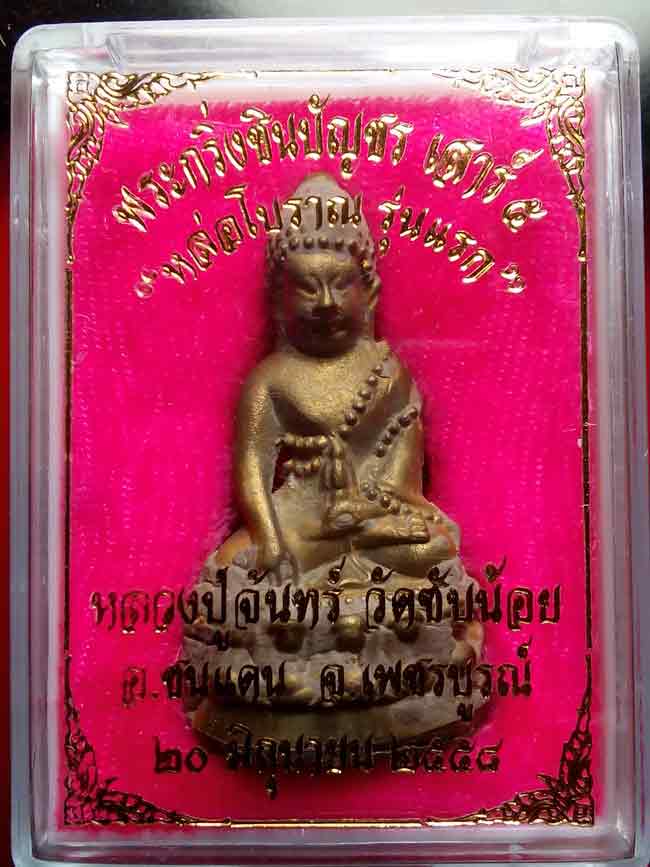 พระกริ่งชินบัญชร เสาร์ ๕
"หล่อโบราณ รุ่นแรก"
หลวงปู่จันทร์ วัดซับน้อย
อ.ชนแดน จ.เพชรบูรณ์
๒๐ มิถุนายน ๒๕๕๘